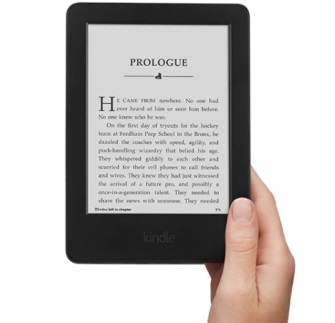 PROLOGUE
HE CAME FROM nowhere. No one had
ever heard of him or seen him before.
No one knew who he was.
On the first day of tryouts for the hockey
team at Fordham Prep School in the Bronx, he
dazzled the coaches with speed, agility, and
puck-handling wizardry that belied his age.
They whispered giddily to each other and
scurried for their cell phones to call friends
and wives. They knew they had just witnessed
the arrival of a future pro, and possibly a
once-in-a-generation talent. They needed to
share the news with someone. They needed
left in chapter
kindle